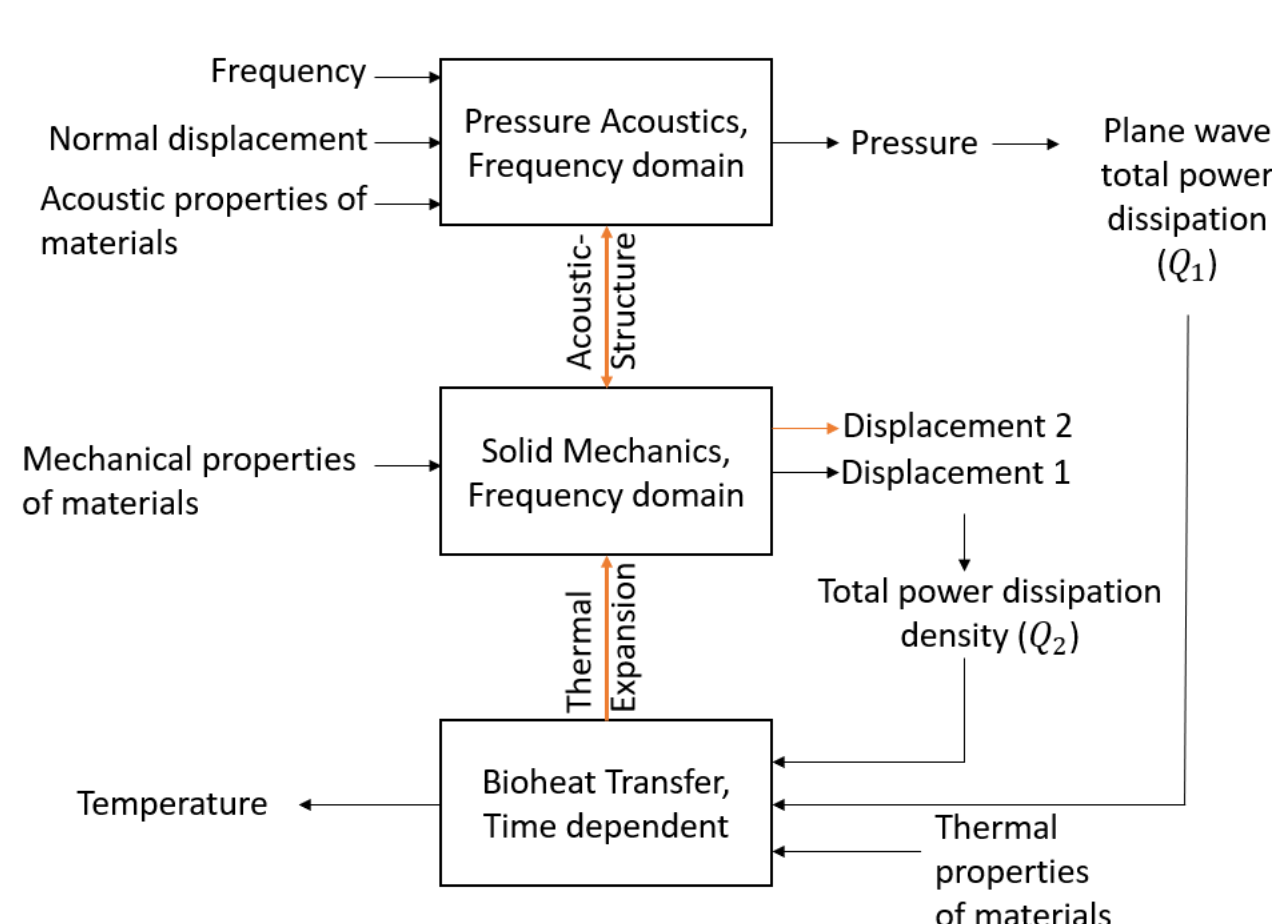 Frequency
Normal displacement
Acoustic properties of
materials
Pressure Acoustics,
Frequency domain
Pressure
Plane wave
total power
dissipation
(Q₁)
Acoustic-
Structure
Mechanical properties
of materials
Solid Mechanics,
Frequency domain
Displacement 2
Displacement 1
Total power dissipation
density (Q₂)
Thermal
Expansion
Temperature
Bioheat Transfer,
Time dependent
Thermal
properties
of materials